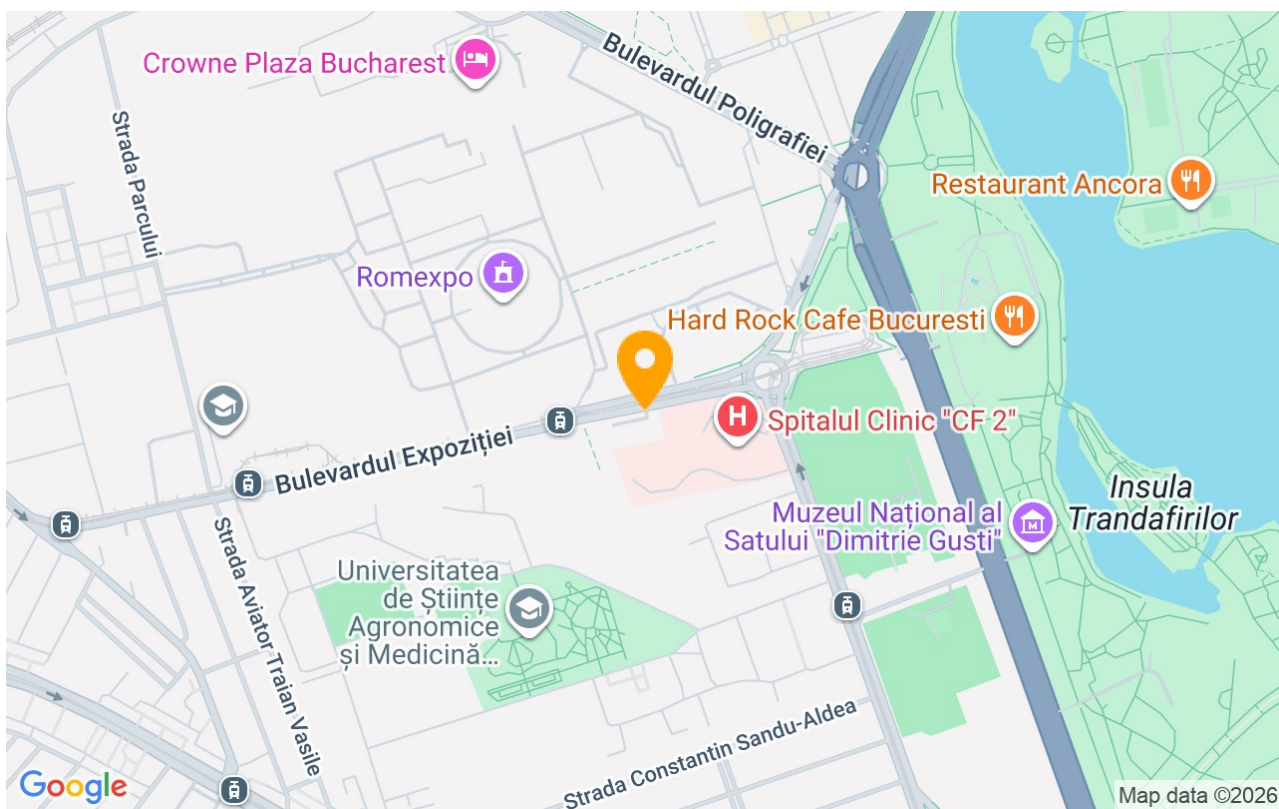 Crowne Plaza Bucharest
Bulevardul Poligrafiei
Strada Parcului
Restaurant Ancora
Romexpo
Hard Rock Cafe Bucuresti
H
Spitalul Clinic "CF 2"
Bulevardul Expoziției
Insula
Trandafirilor
Muzeul Național al
Satului "Dimitrie Gusti"
M
Universitatea
de Științe
Agronomice
și Medicină...
Strada Aviator Traian Vasile
Strada Constantin Sandu-Aldea
Google
Map data ©2026